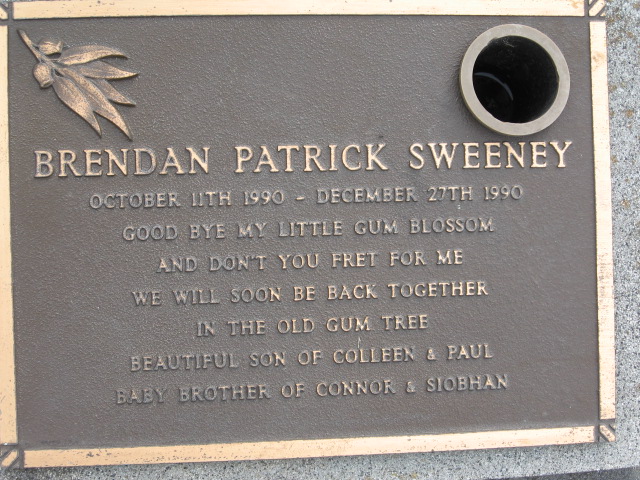 BRENDAN PATRICK SWEENEY
OCTOBER 11TH 1990 - DECEMBER 27TH 1990
GOOD BYE MY LITTLE GUM BLOSSOM
AND DON'T YOU FRET FOR ME
WE WILL SOON BE BACK TOGETHER
IN THE OLD GUM TREE
BEAUTIFUL SON OF COLLEEN & PAUL
BABY BROTHER OF CONNOR & SIOBHAN